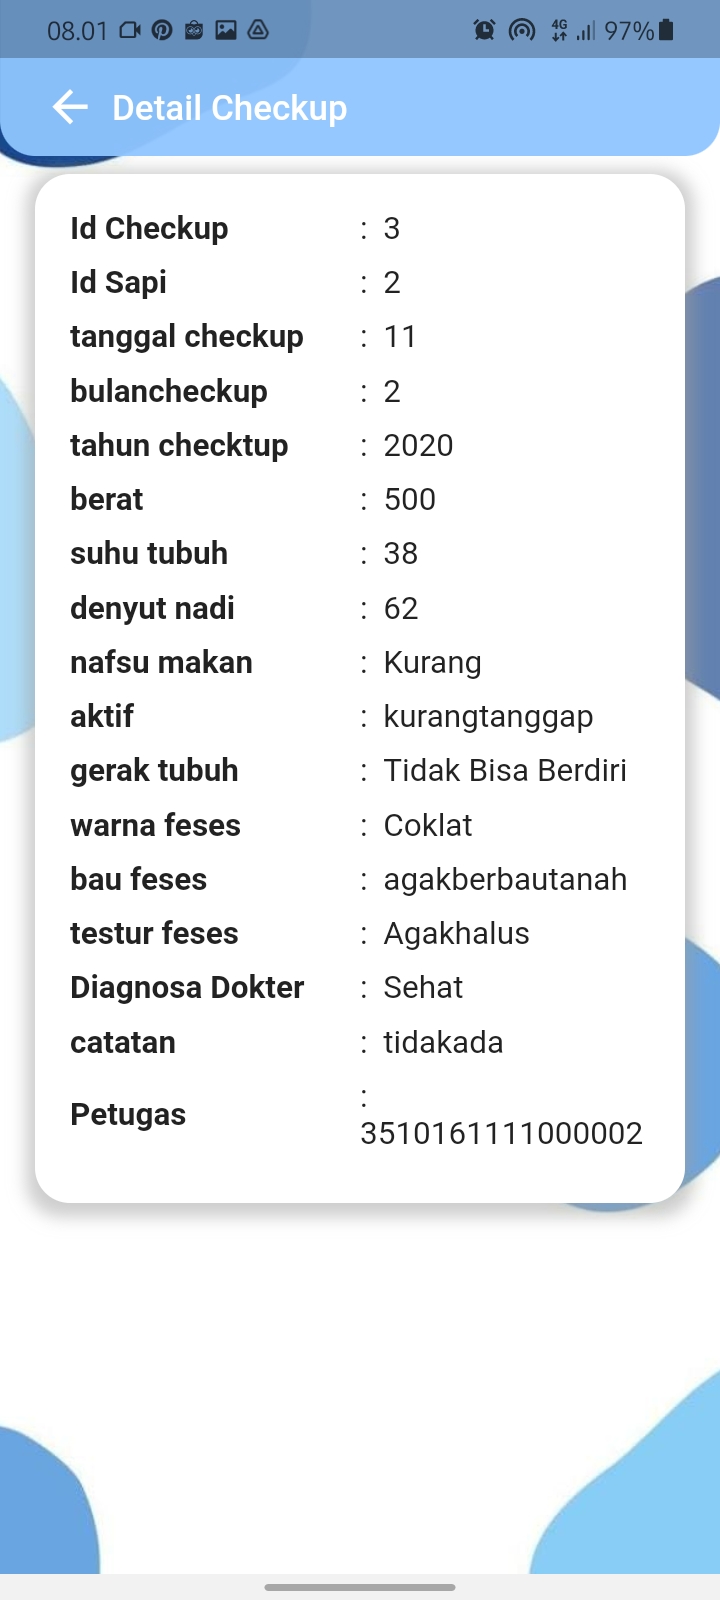 08.01 4G 97%
Detail Checkup
Id Checkup : 3
Id Sapi : 2
tanggal checkup : 11
bulancheckup : 2
tahun checktup : 2020
berat : 500
suhu tubuh : 38
denyut nadi : 62
nafsu makan : Kurang
aktif : kurangtanggap
gerak tubuh : Tidak Bisa Berdiri
warna feses : Coklat
bau feses : agakberbautanah
testur feses : Agakhalus
Diagnosa Dokter : Sehat
catatan : tidakada
Petugas :
3510161111000002